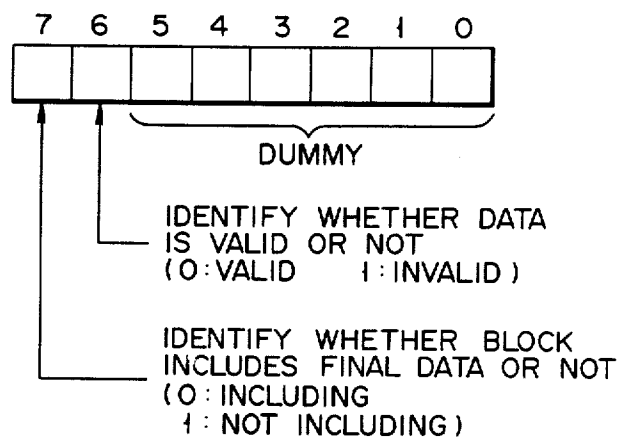 7 6 5 4 3 2 1 0
DUMMY
IDENTIFY WHETHER DATA
IS VALID OR NOT
(0:VALID 1:INVALID)
IDENTIFY WHETHER BLOCK
INCLUDES FINAL DATA OR NOT
(0:INCLUDING
1:NOT INCLUDING)